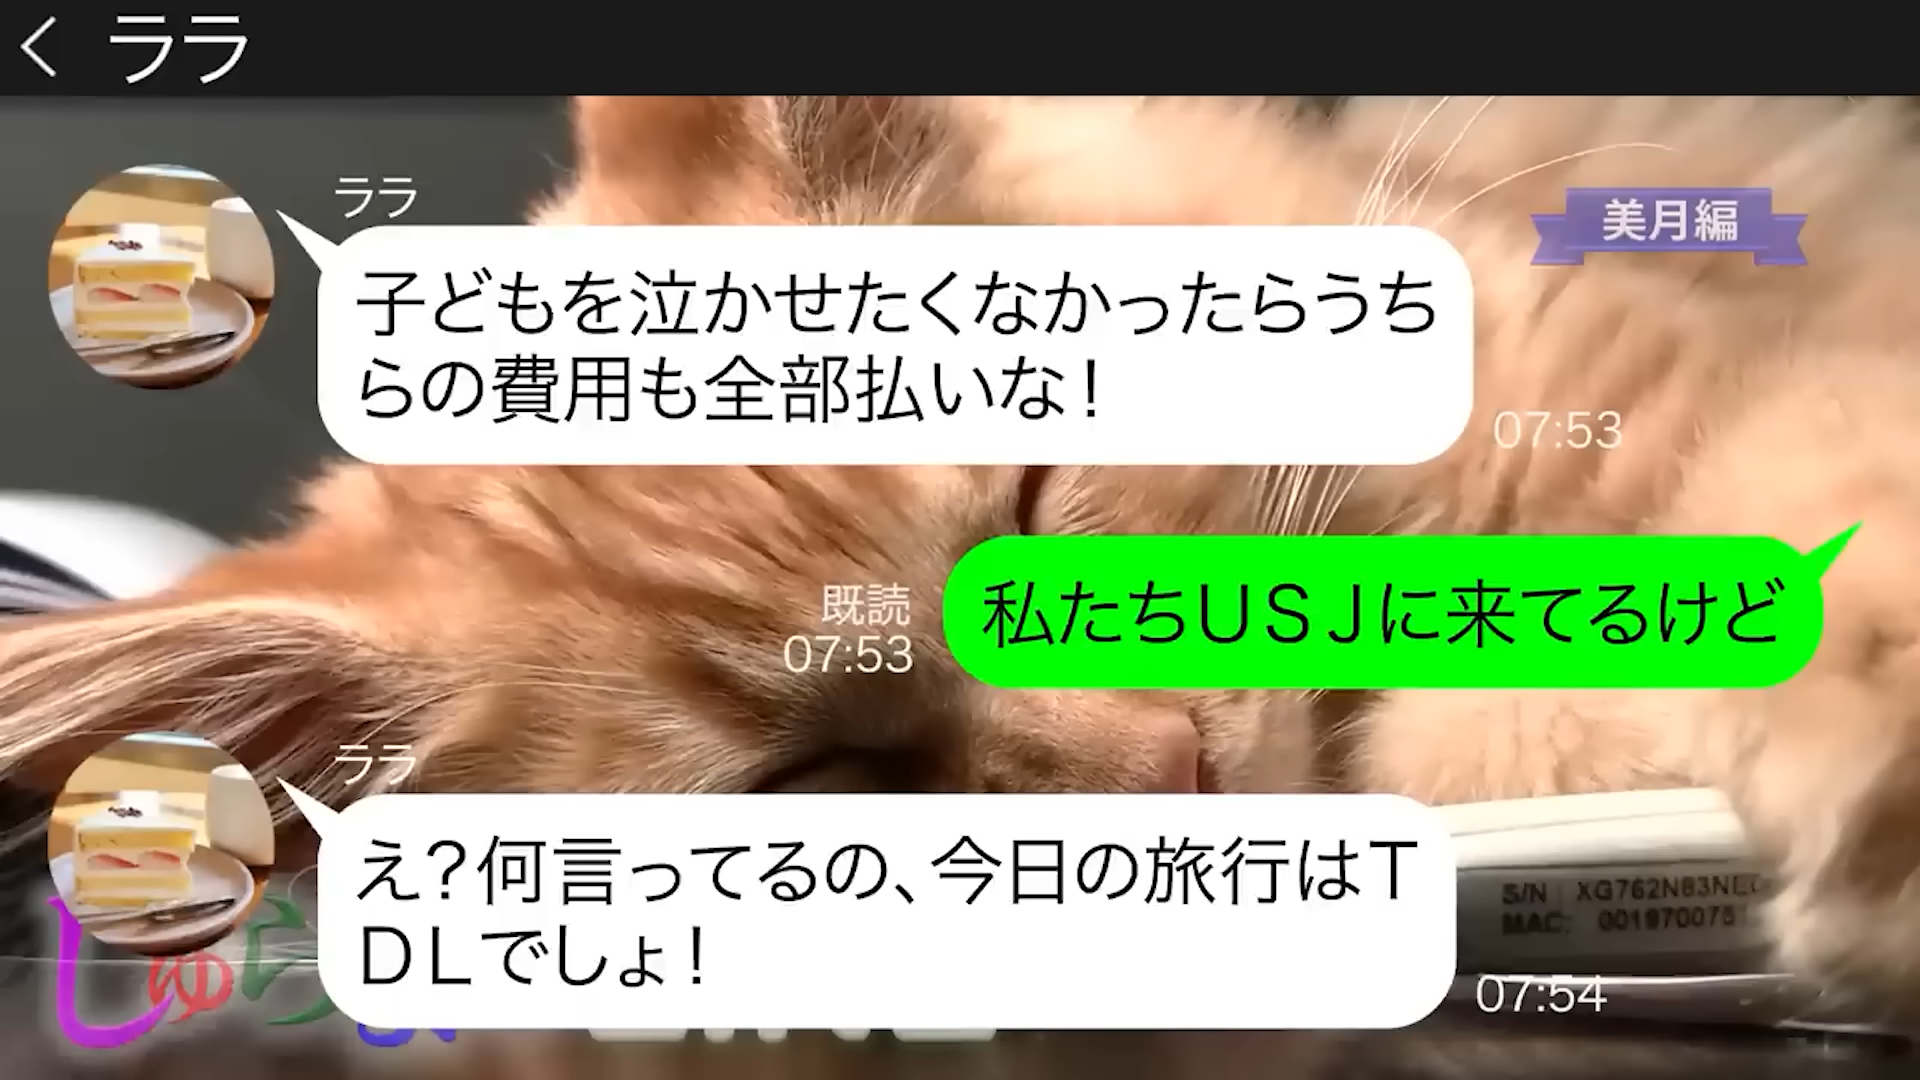 ララ
ララ
美月編
子どもを泣かせたくなかったらうち
らの費用も全部払いな！
07:53
私たちＵＳＪに来てるけど
既読
07:53
ララ
え？何言ってるの、今日の旅行はＴ
ＤＬでしょ！
07:54
S/N
MAC:
しゅら